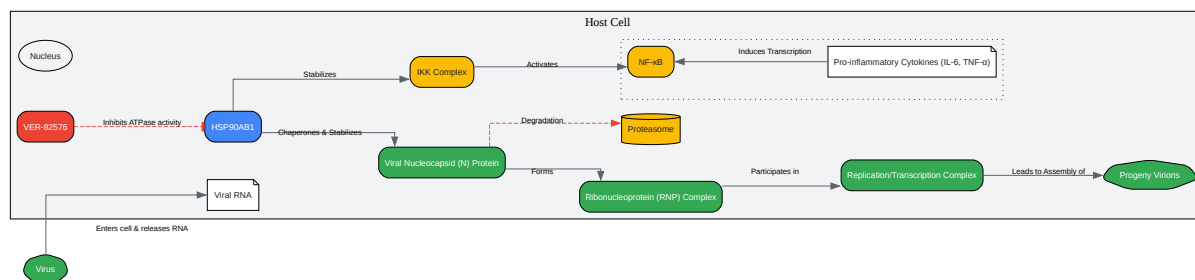 Host Cell
Nucleus
NF-κB
Induces Transcription
Pro-inflammatory Cytokines (IL-6, TNF-α)
Stabilizes
IKK Complex
Activates
VER-82576
Inhibits ATPase activity
HSP90AB1
Chaperones & Stabilizes
Degradation
Proteasome
Viral Nucleocapsid (N) Protein
Forms
Ribonucleoprotein (RNP) Complex
Participates in
Replication/Transcription Complex
Leads to Assembly of
Progeny Virions
Viral RNA
Enters cell & releases RNA
Virus